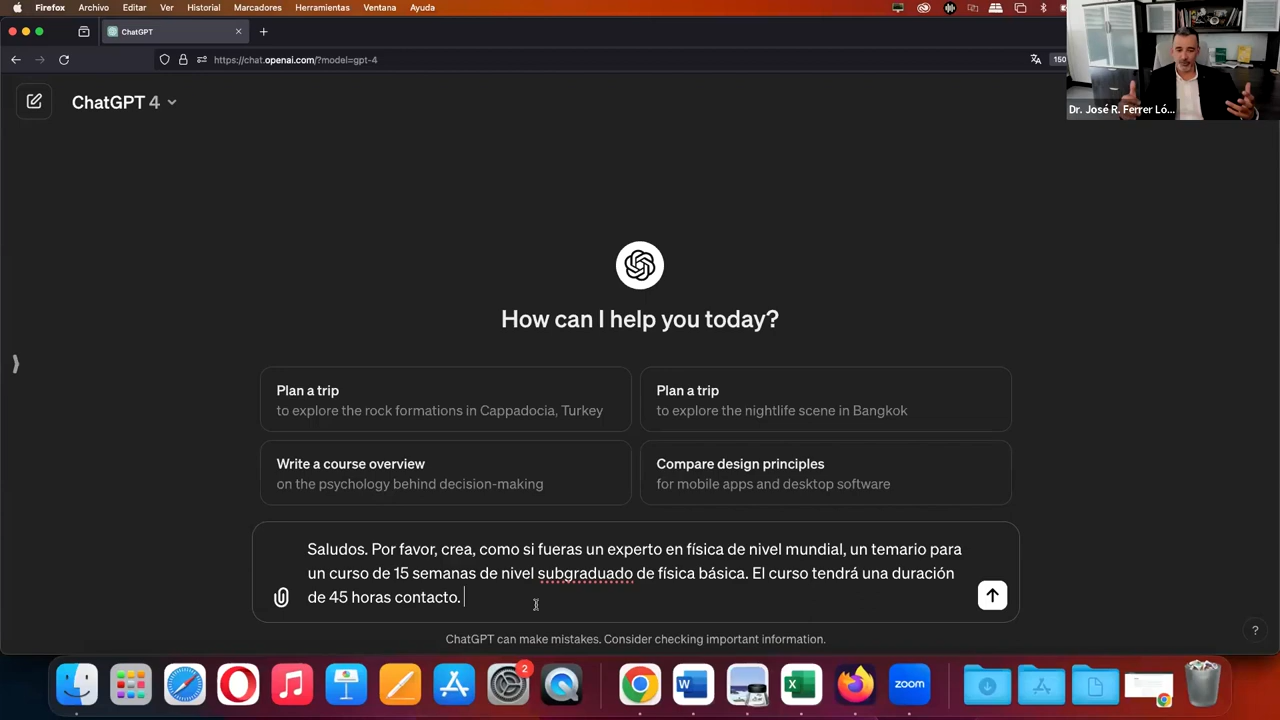 Firefox Archivo Editar Ver Historial Marcadores Herramientas Ventana Ayuda
ChatGPT
https://chat.openai.com/?model=gpt-4
150
ChatGPT 4
Dr. José R. Ferrer Ló...
How can I help you today?
Plan a trip
to explore the rock formations in Cappadocia, Turkey
Plan a trip
to explore the nightlife scene in Bangkok
Write a course overview
on the psychology behind decision-making
Compare design principles
for mobile apps and desktop software
Saludos. Por favor, crea, como si fueras un experto en física de nivel mundial, un temario para
un curso de 15 semanas de nivel subgraduado de física básica. El curso tendrá una duración
de 45 horas contacto.
ChatGPT can make mistakes. Consider checking important information.
?
2
zoom